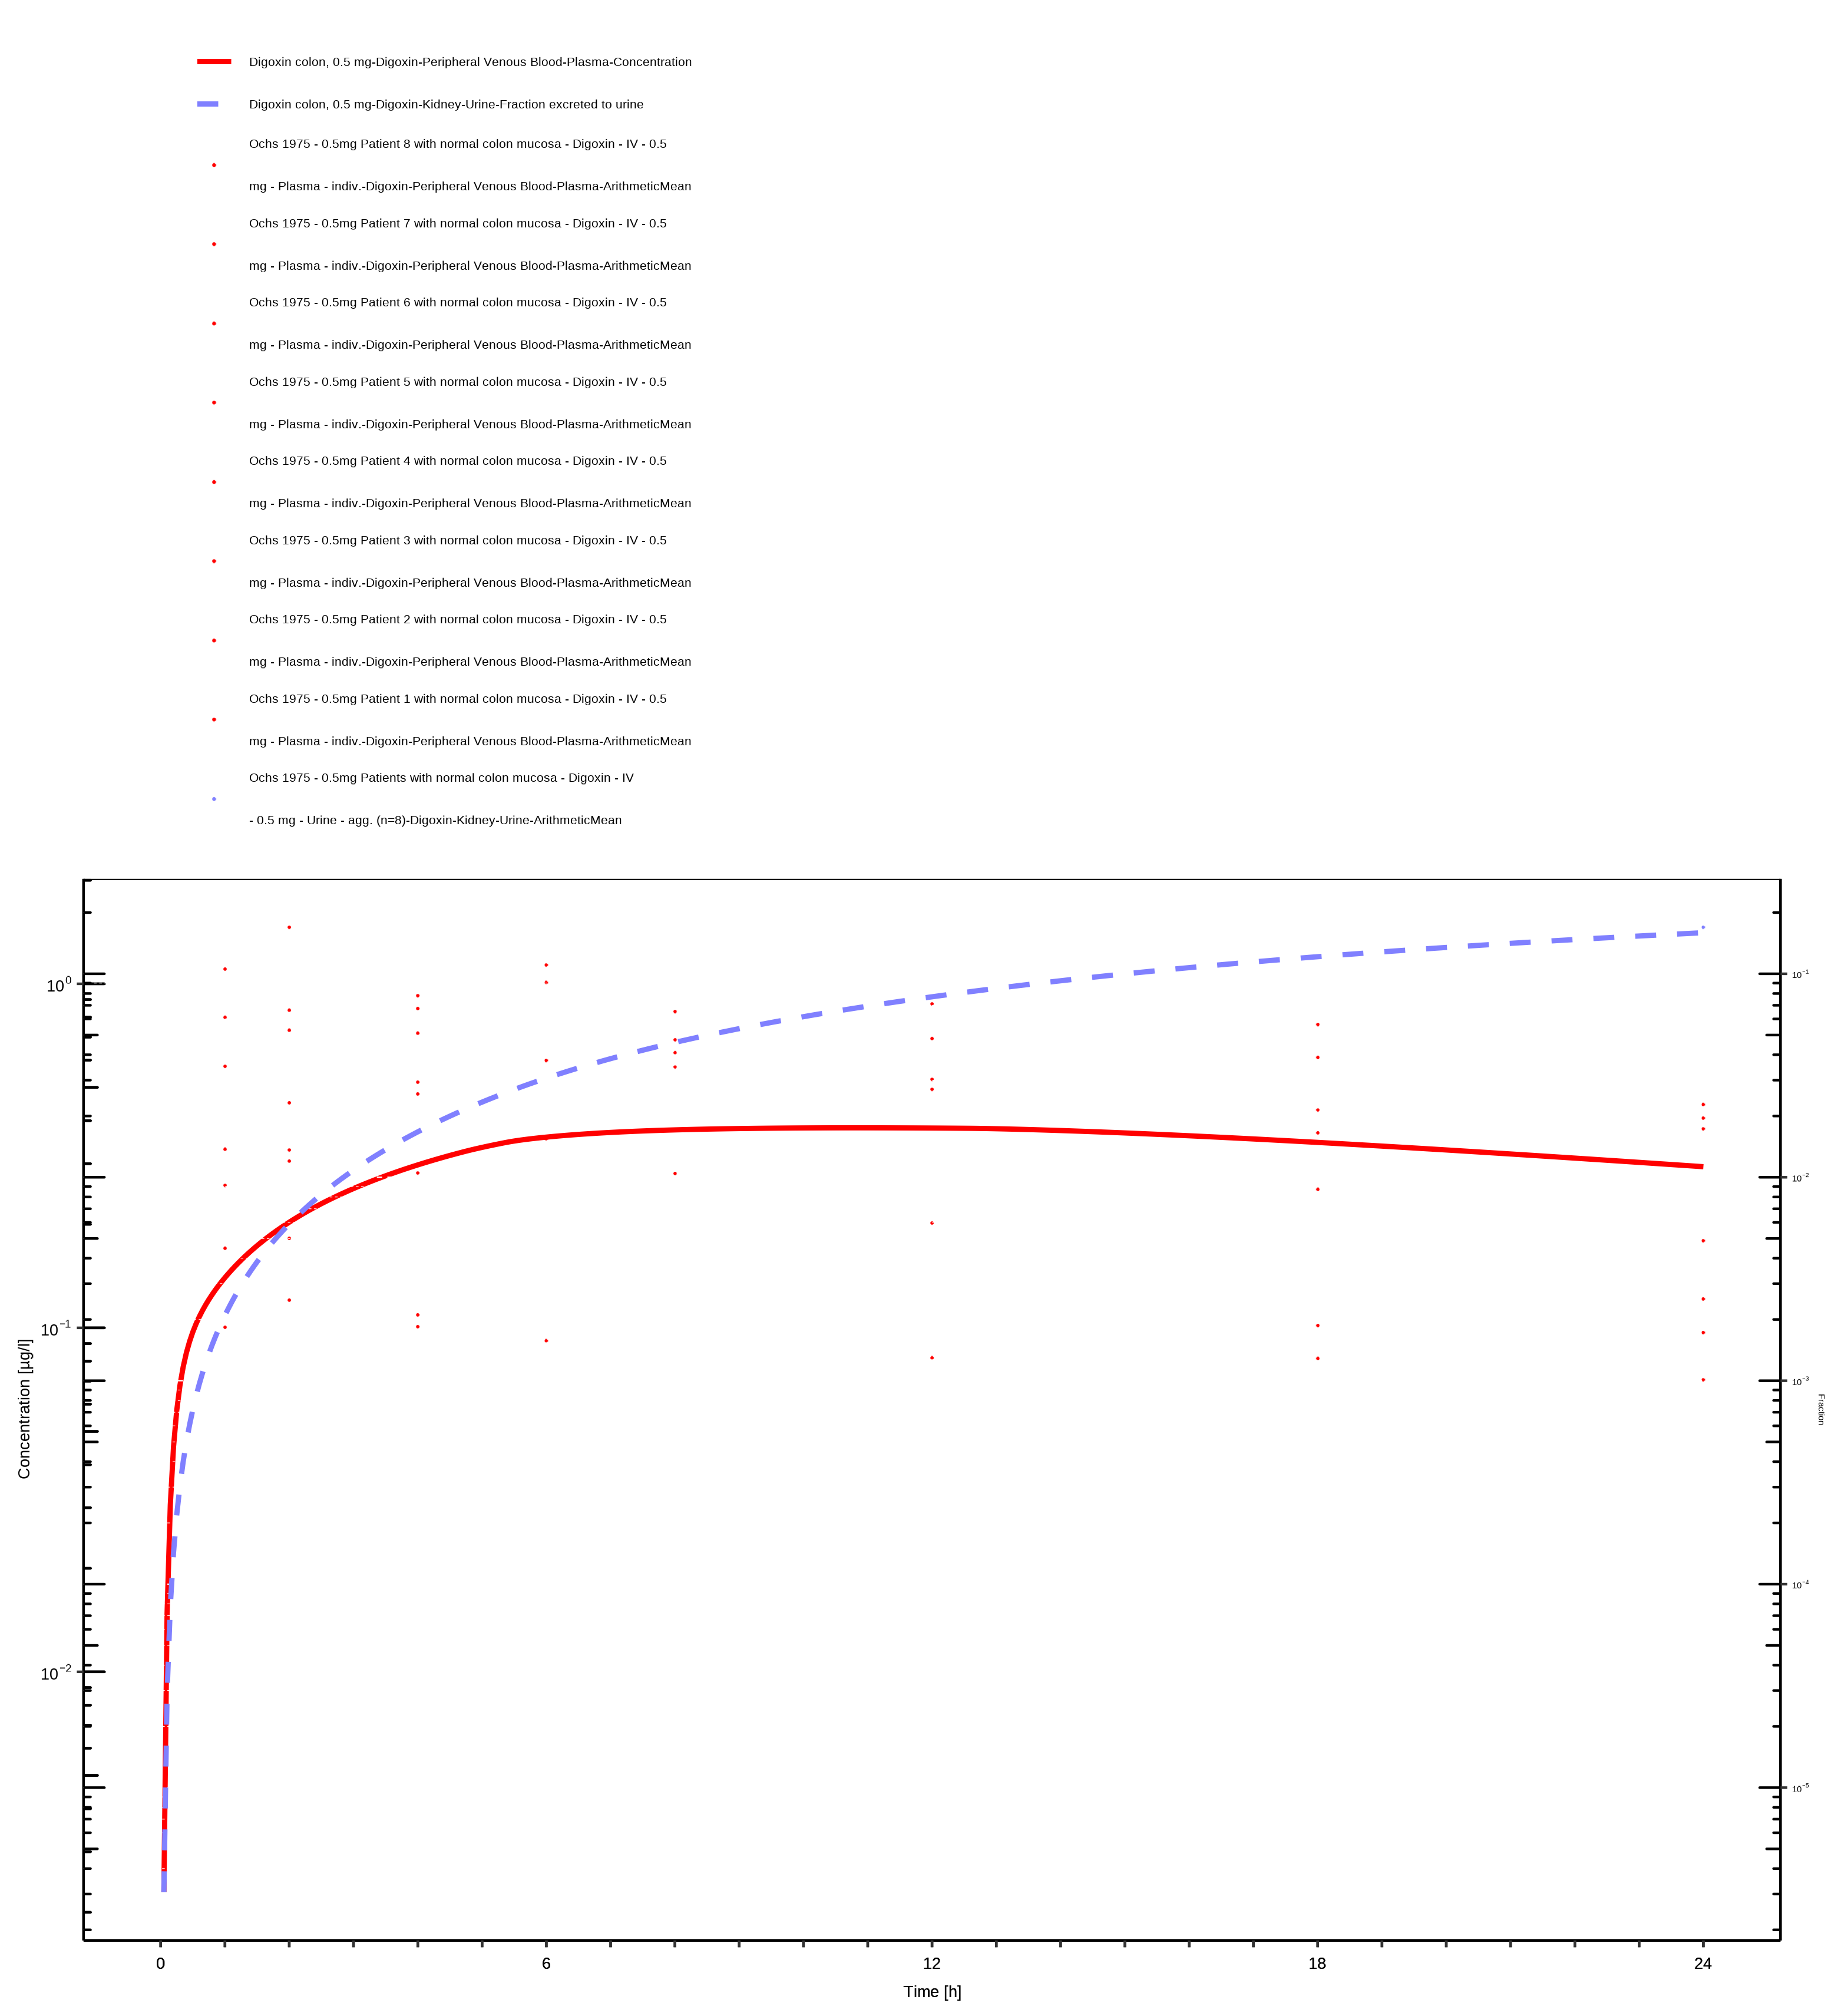 Digoxin colon, 0.5 mg-Digoxin-Peripheral Venous Blood-Plasma-Concentration
Digoxin colon, 0.5 mg-Digoxin-Kidney-Urine-Fraction excreted to urine
Ochs 1975 - 0.5mg Patient 8 with normal colon mucosa - Digoxin - IV - 0.5
mg - Plasma - indiv.-Digoxin-Peripheral Venous Blood-Plasma-ArithmeticMean
Ochs 1975 - 0.5mg Patient 7 with normal colon mucosa - Digoxin - IV - 0.5
mg - Plasma - indiv.-Digoxin-Peripheral Venous Blood-Plasma-ArithmeticMean
Ochs 1975 - 0.5mg Patient 6 with normal colon mucosa - Digoxin - IV - 0.5
mg - Plasma - indiv.-Digoxin-Peripheral Venous Blood-Plasma-ArithmeticMean
Ochs 1975 - 0.5mg Patient 5 with normal colon mucosa - Digoxin - IV - 0.5
mg - Plasma - indiv.-Digoxin-Peripheral Venous Blood-Plasma-ArithmeticMean
Ochs 1975 - 0.5mg Patient 4 with normal colon mucosa - Digoxin - IV - 0.5
mg - Plasma - indiv.-Digoxin-Peripheral Venous Blood-Plasma-ArithmeticMean
Ochs 1975 - 0.5mg Patient 3 with normal colon mucosa - Digoxin - IV - 0.5
mg - Plasma - indiv.-Digoxin-Peripheral Venous Blood-Plasma-ArithmeticMean
Ochs 1975 - 0.5mg Patient 2 with normal colon mucosa - Digoxin - IV - 0.5
mg - Plasma - indiv.-Digoxin-Peripheral Venous Blood-Plasma-ArithmeticMean
Ochs 1975 - 0.5mg Patient 1 with normal colon mucosa - Digoxin - IV - 0.5
mg - Plasma - indiv.-Digoxin-Peripheral Venous Blood-Plasma-ArithmeticMean
Ochs 1975 - 0.5mg Patients with normal colon mucosa - Digoxin - IV
- 0.5 mg - Urine - agg. (n=8)-Digoxin-Kidney-Urine-ArithmeticMean
Concentration [µg/l]
10⁰
10⁻¹
10⁻²
10⁻¹
10⁻²
10⁻³
10⁻⁴
10⁻⁵
Fraction
0 6 12 18 24
Time [h]